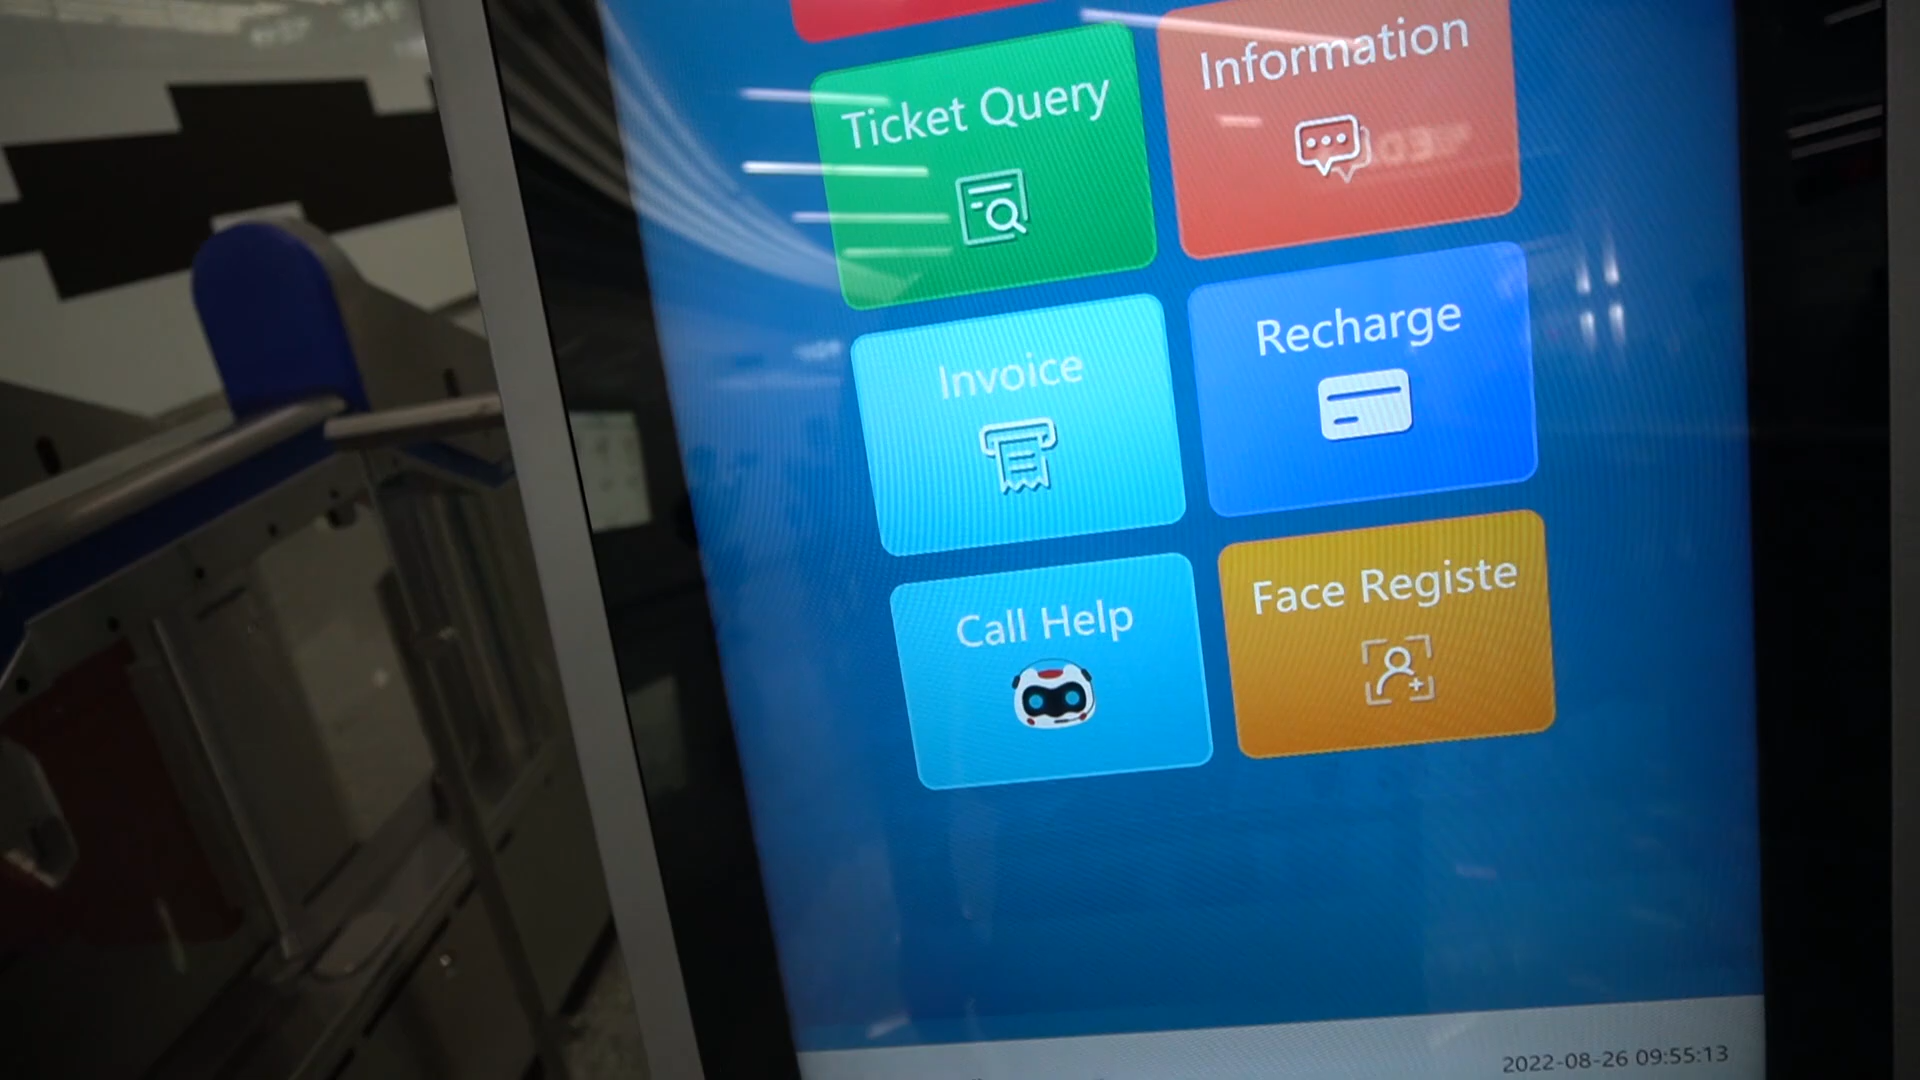 Ticket Query
Information
Invoice
Recharge
Call Help
Face Registe
2022-08-26 09:55:13